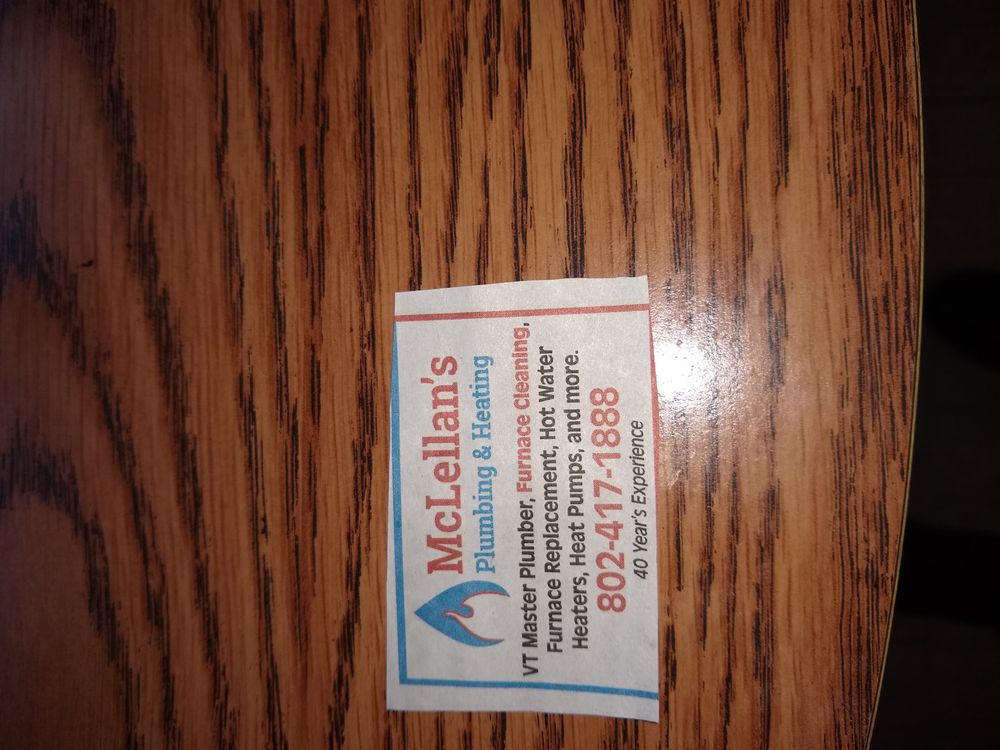 McLellan's
Plumbing & Heating
VT Master Plumber, Furnace Cleaning,
Furnace Replacement, Hot Water
Heaters, Heat Pumps, and more.
802-417-1888
40 Year's Experience